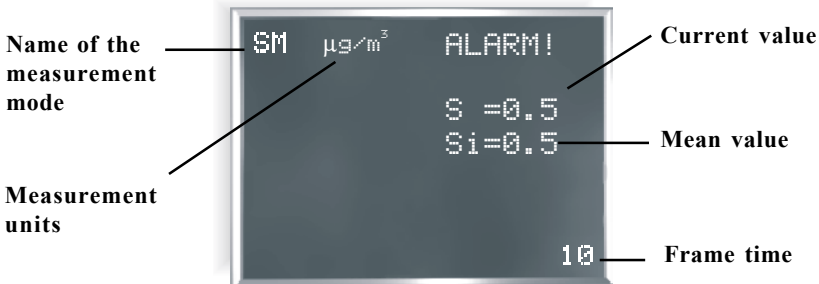 Name of the measurement mode
SM µg/m³ ALARM!
Current value
S =0.5
Si=0.5
Mean value
Measurement units
10
Frame time